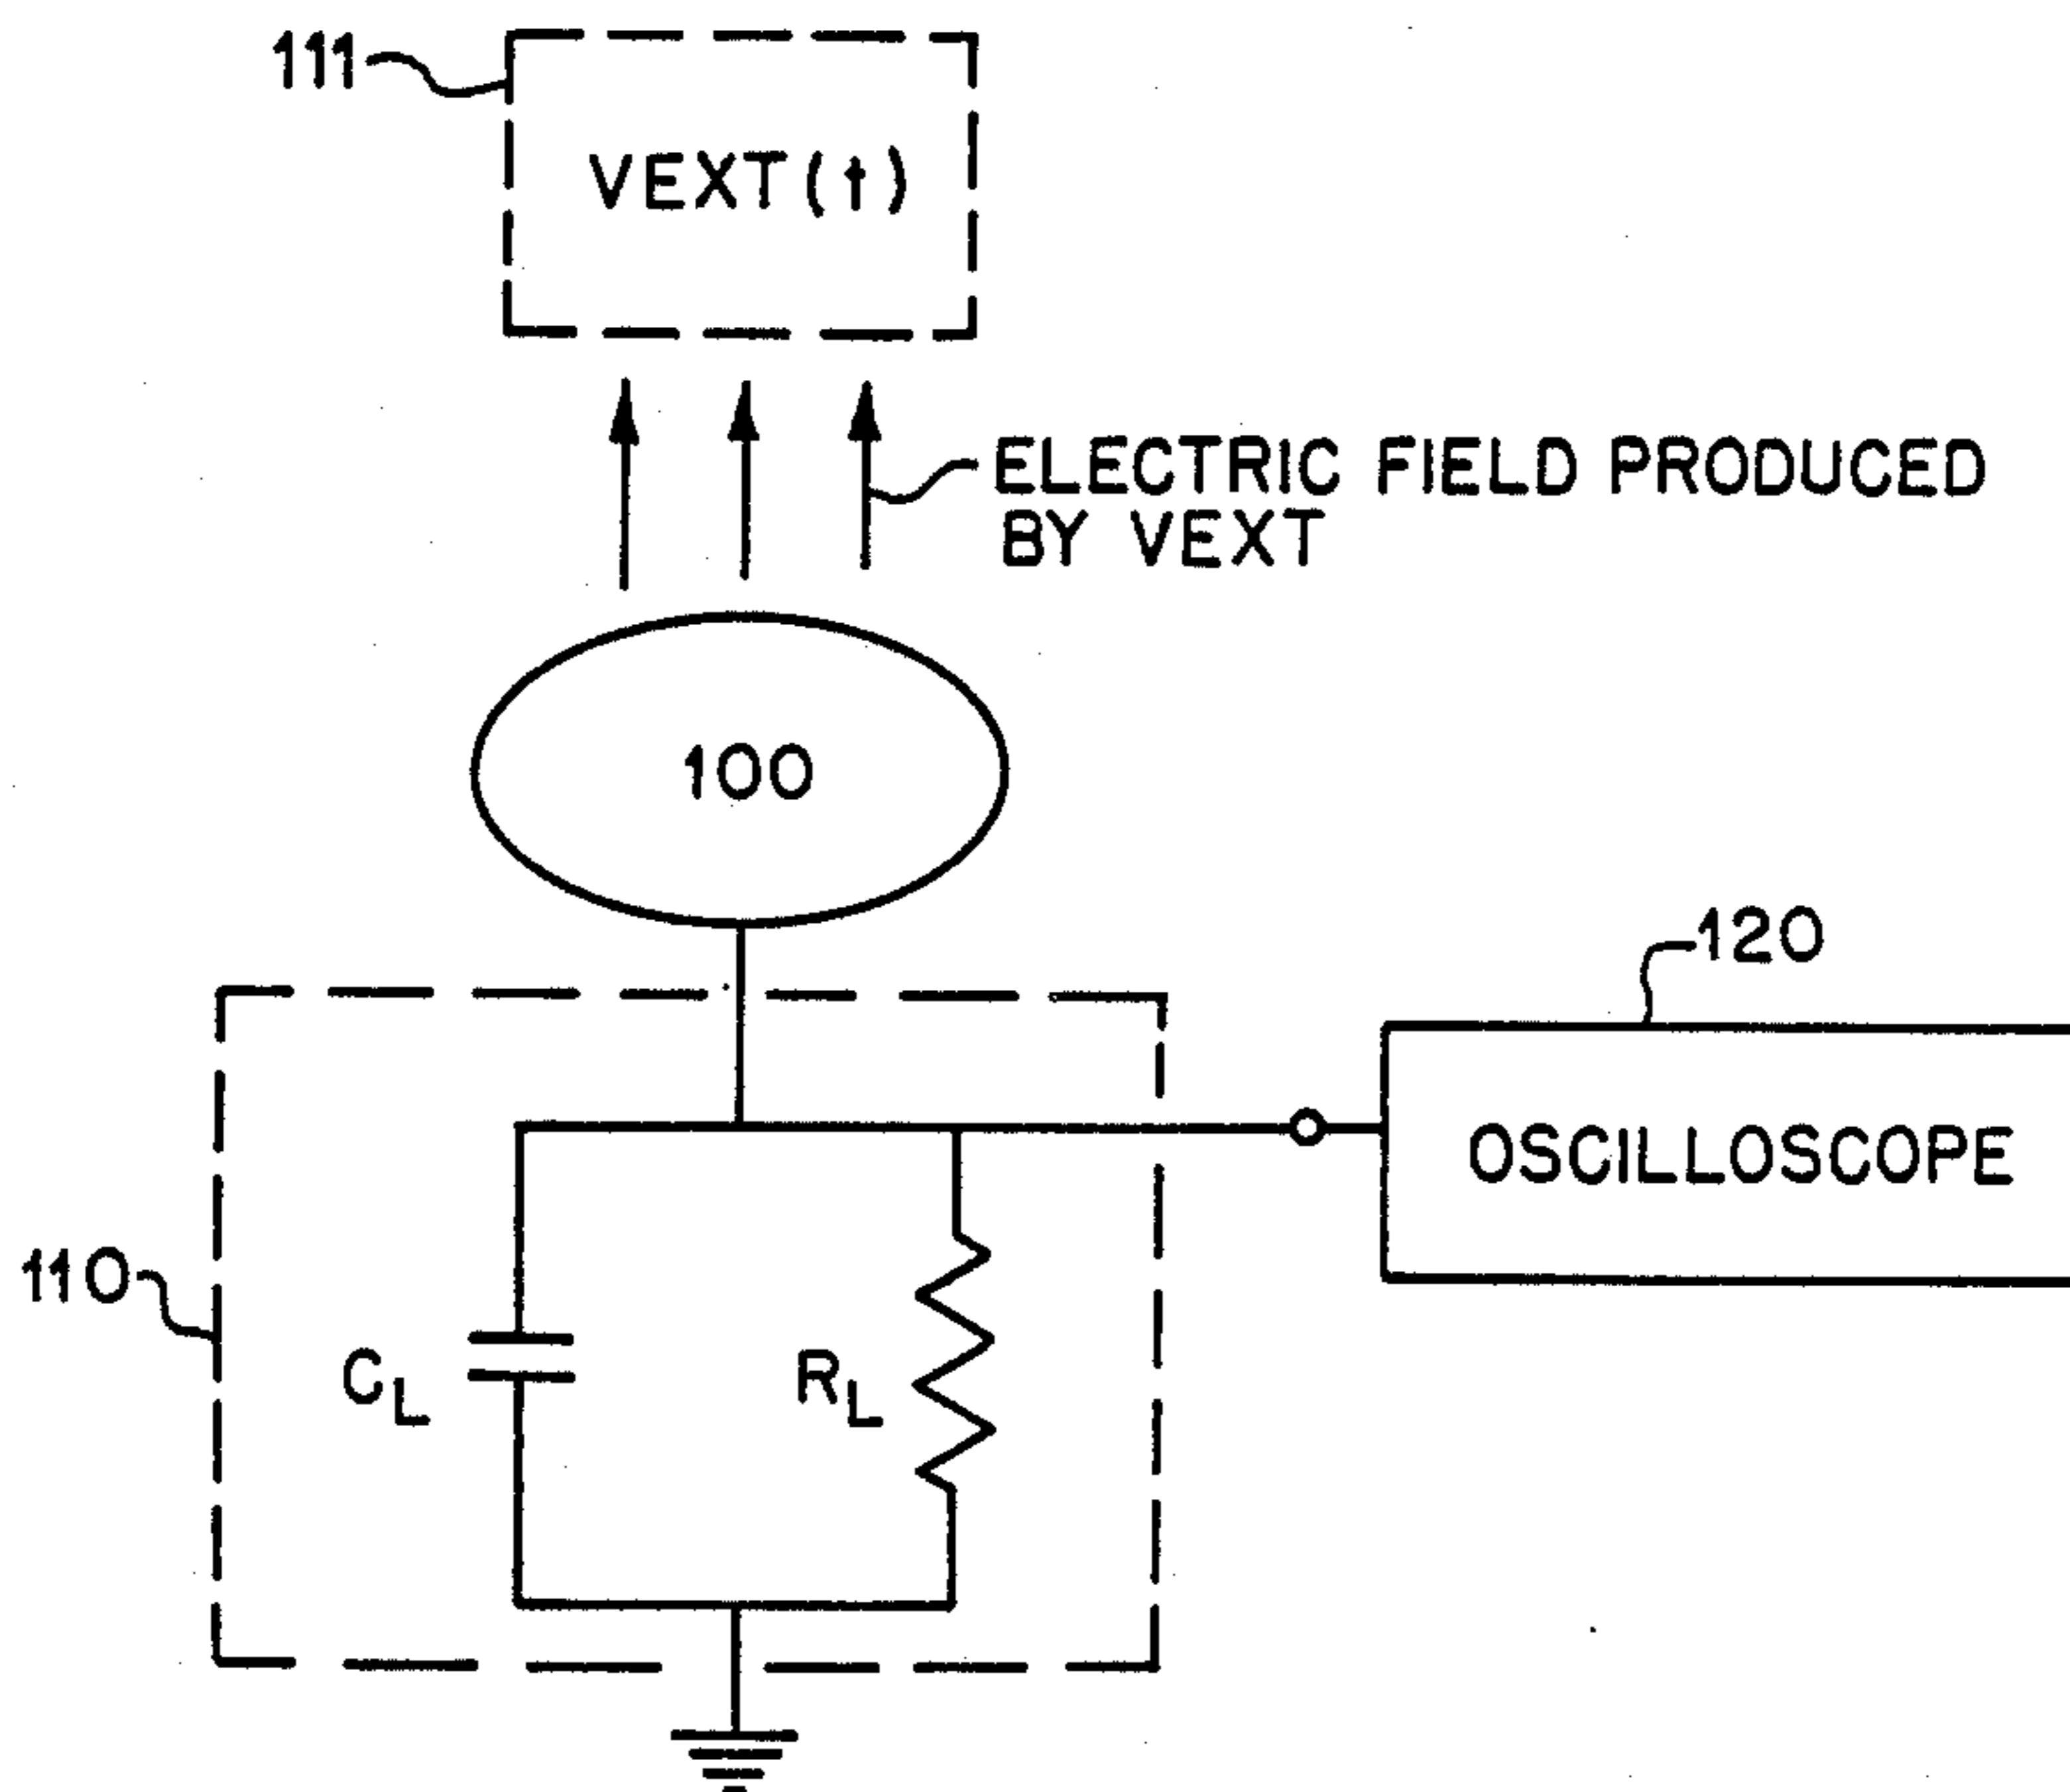 111
VEXT(t)
ELECTRIC FIELD PRODUCED
BY VEXT
100
120
OSCILLOSCOPE
110
CL
RL